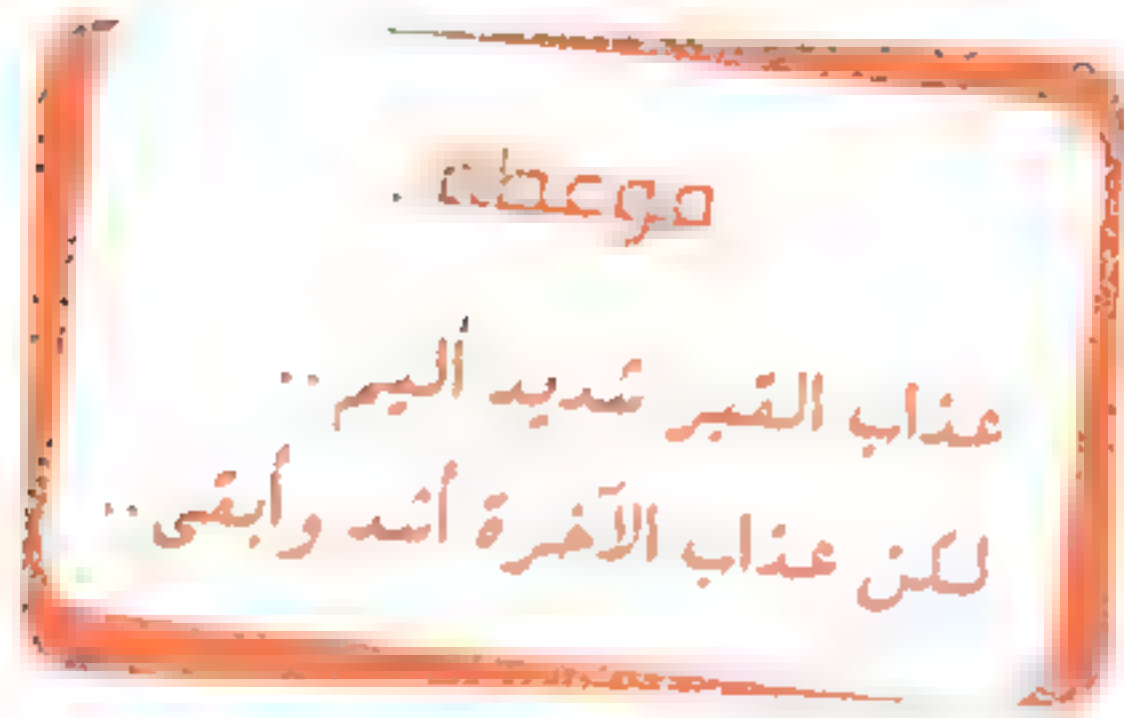 موعظة .
عذاب القبر شديد أليم ..
لكن عذاب الآخرة أشد وأبقى ..